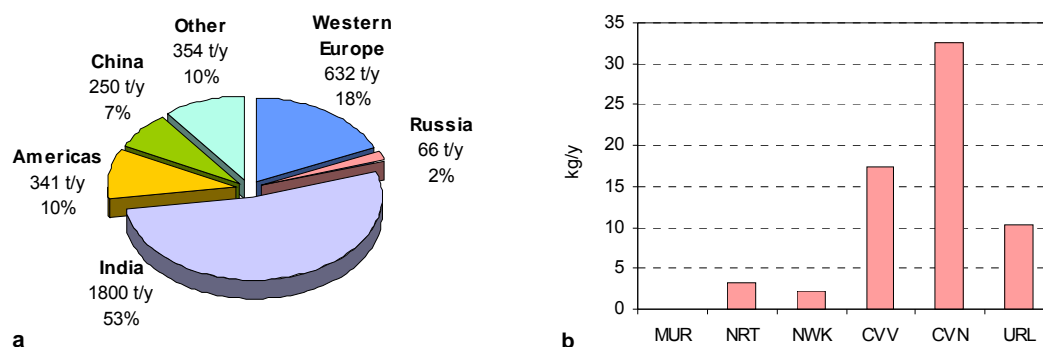 Other
354 t/y
10%
Western
Europe
632 t/y
18%
China
250 t/y
7%
Russia
66 t/y
2%
Americas
341 t/y
10%
India
1800 t/y
53%
a
35
30
25
20
15
10
5
0
kg/y
MUR NRT NWK CVV CVN URL
b